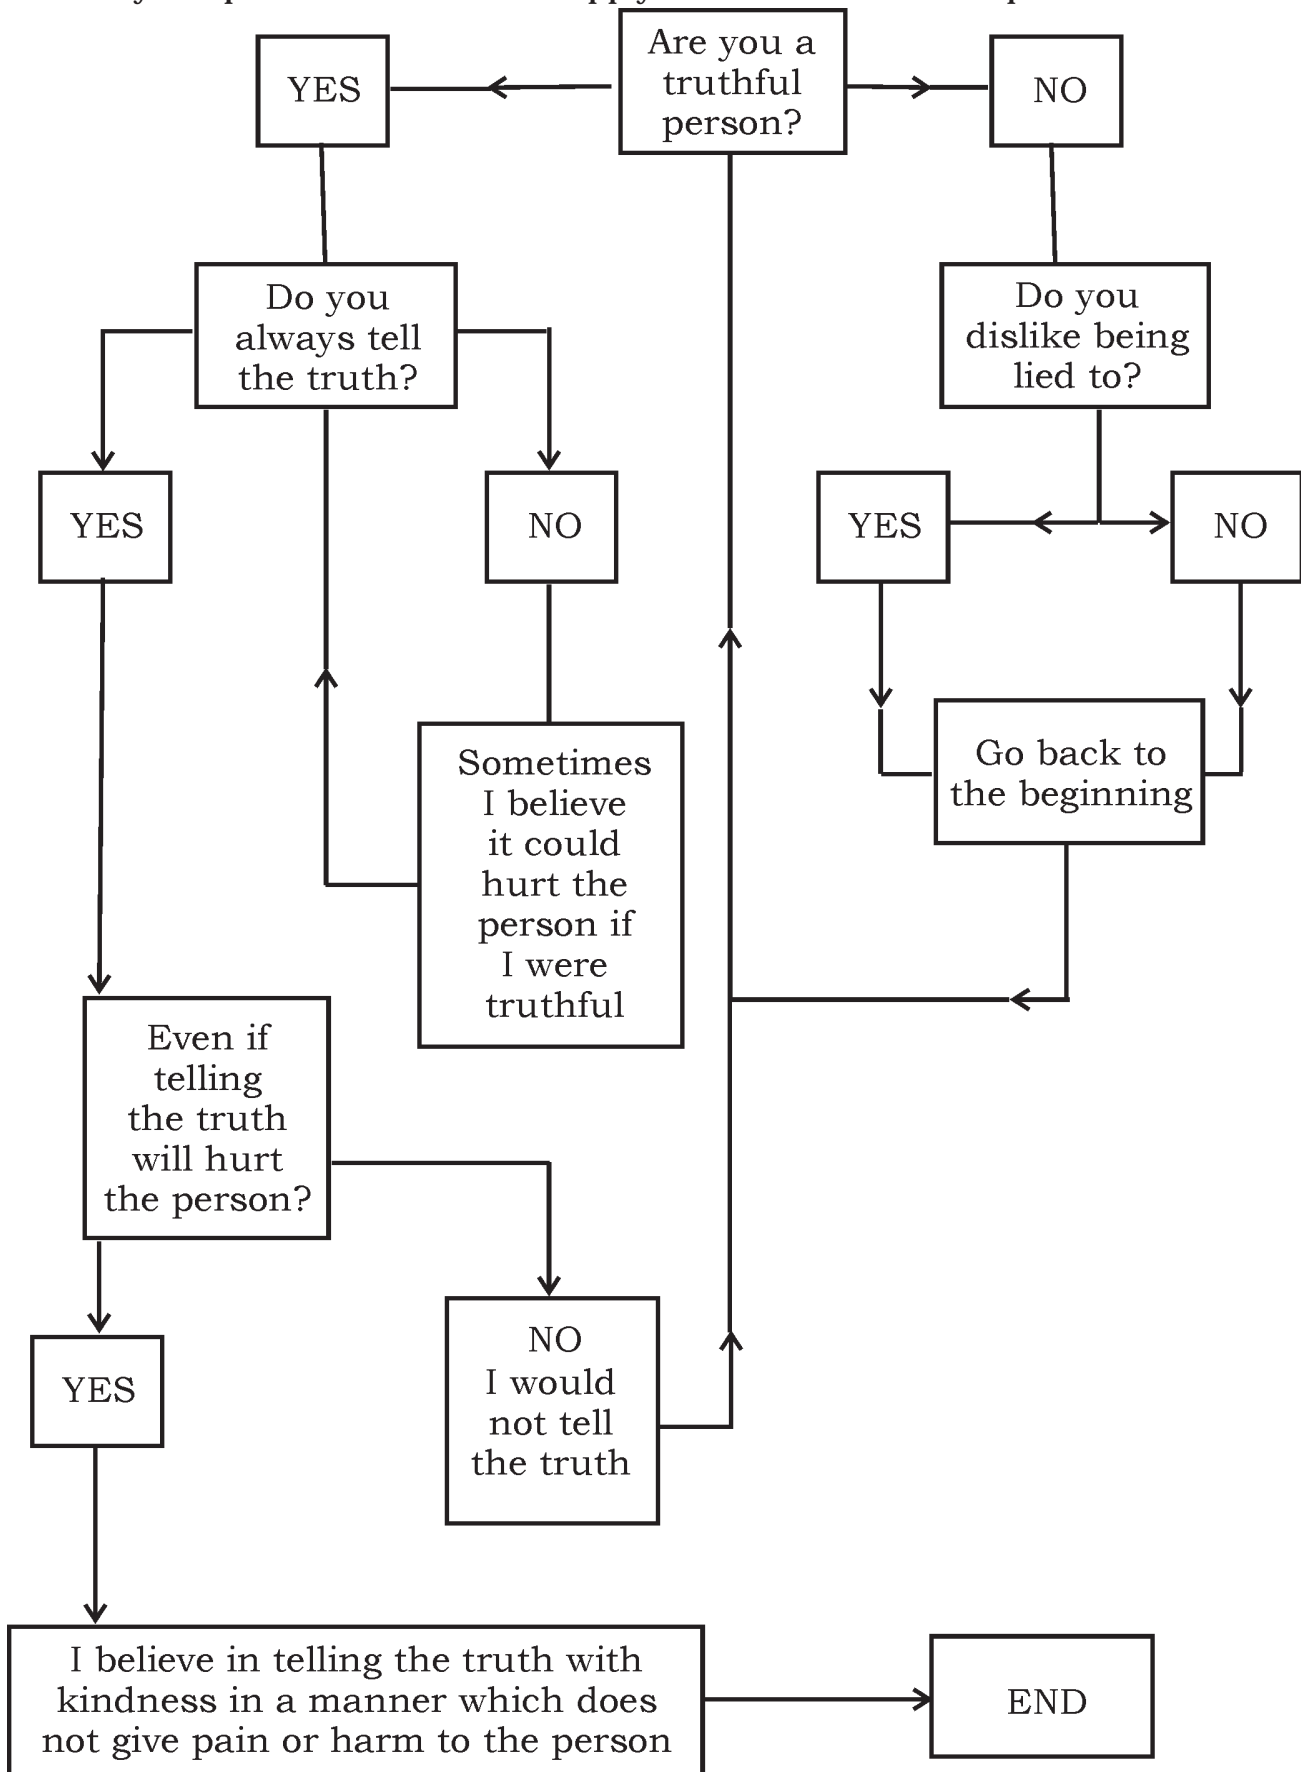 Are you a
truthful
person?
YES
NO
Do you
always tell
the truth?
Do you
dislike being
lied to?
YES
NO
YES
NO
Sometimes
I believe
it could
hurt the
person if
I were
truthful
Go back to
the beginning
Even if
telling
the truth
will hurt
the person?
YES
NO
I would
not tell
the truth
I believe in telling the truth with
kindness in a manner which does
not give pain or harm to the person
END